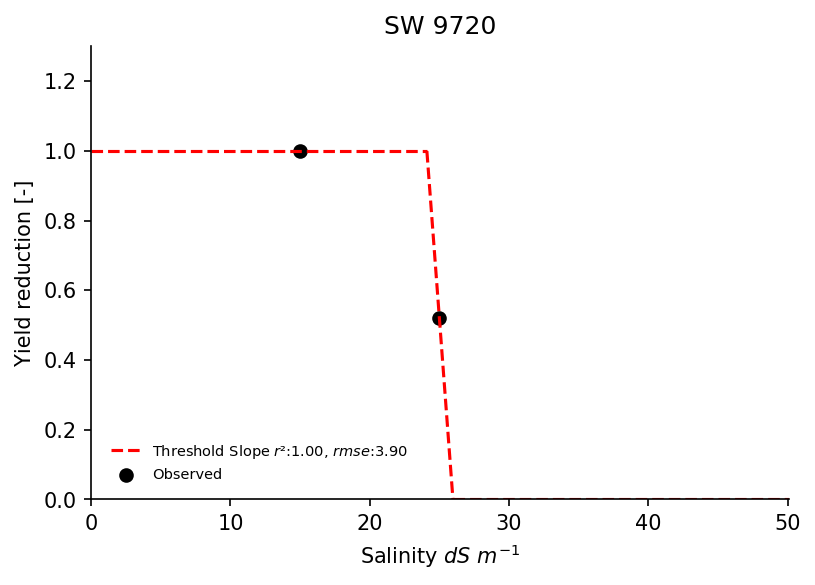 SW 9720
1.2
1.0
0.8
0.6
0.4
0.2
0.0
Yield reduction [-]
Threshold Slope r²:1.00, rmse:3.90
Observed
0 10 20 30 40 50
Salinity dS m⁻¹